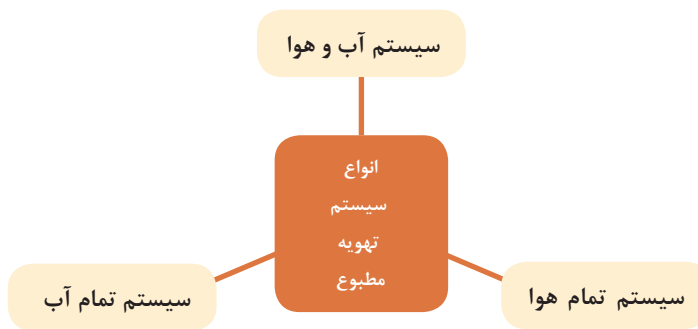 سیستم آب و هوا
انواع
سیستم
تهویه
مطبوع
سیستم تمام هوا
سیستم تمام آب